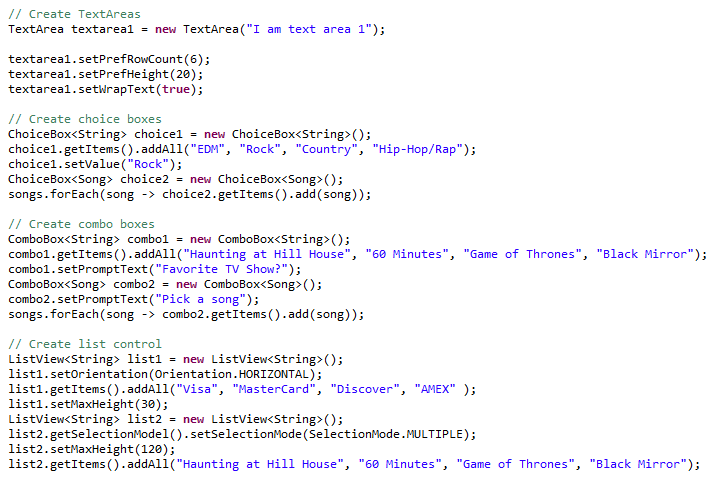 // Create TextAreas
TextArea textarea1 = new TextArea("I am text area 1");
textarea1.setPrefRowCount(6);
textarea1.setPrefHeight(20);
textarea1.setWrapText(true);
// Create choice boxes
ChoiceBox<String> choice1 = new ChoiceBox<String>();
choice1.getItems().addAll("EDM", "Rock", "Country", "Hip-Hop/Rap");
choice1.setValue("Rock");
ChoiceBox<Song> choice2 = new ChoiceBox<Song>();
songs.forEach(song -> choice2.getItems().add(song));
// Create combo boxes
ComboBox<String> combo1 = new ComboBox<String>();
combo1.getItems().addAll("Haunting at Hill House", "60 Minutes", "Game of Thrones", "Black Mirror");
combo1.setPromptText("Favorite TV Show?");
ComboBox<Song> combo2 = new ComboBox<Song>();
combo2.setPromptText("Pick a song");
songs.forEach(song -> combo2.getItems().add(song));
// Create list control
ListView<String> list1 = new ListView<String>();
list1.setOrientation(Orientation.HORIZONTAL);
list1.getItems().addAll("Visa", "MasterCard", "Discover", "AMEX" );
list1.setMaxHeight(30);
ListView<String> list2 = new ListView<String>();
list2.getSelectionModel().setSelectionMode(SelectionMode.MULTIPLE);
list2.setMaxHeight(120);
list2.getItems().addAll("Haunting at Hill House", "60 Minutes", "Game of Thrones", "Black Mirror");